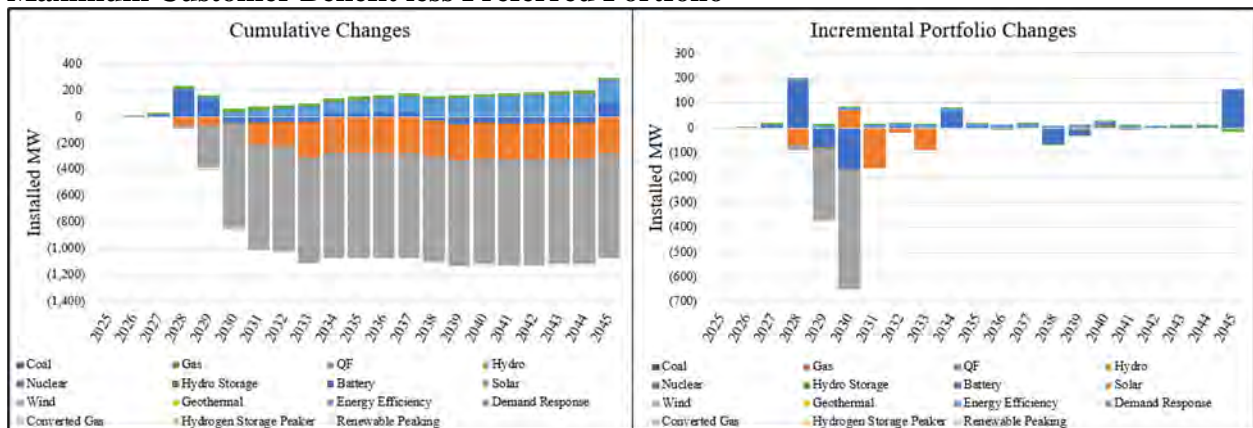 Maximum Customer Benefit less Preferred Portfolio
Cumulative Changes
Installed MW
400
200
0
(200)
(400)
(600)
(800)
(1,000)
(1,200)
(1,400)
2025 2026 2027 2028 2029 2030 2031 2032 2033 2034 2035 2036 2037 2038 2039 2040 2041 2042 2043 2044 2045
Coal Gas QF Hydro
Nuclear Hydro Storage Battery Solar
Wind Geothermal Energy Efficiency Demand Response
Converted Gas Hydrogen Storage Peaker Renewable Peaking
Incremental Portfolio Changes
Installed MW
300
200
100
0
(100)
(200)
(300)
(400)
(500)
(600)
(700)
2025 2026 2027 2028 2029 2030 2031 2032 2033 2034 2035 2036 2037 2038 2039 2040 2041 2042 2043 2044 2045
Coal Gas QF Hydro
Nuclear Hydro Storage Battery Solar
Wind Geothermal Energy Efficiency Demand Response
Converted Gas Hydrogen Storage Peaker Renewable Peaking